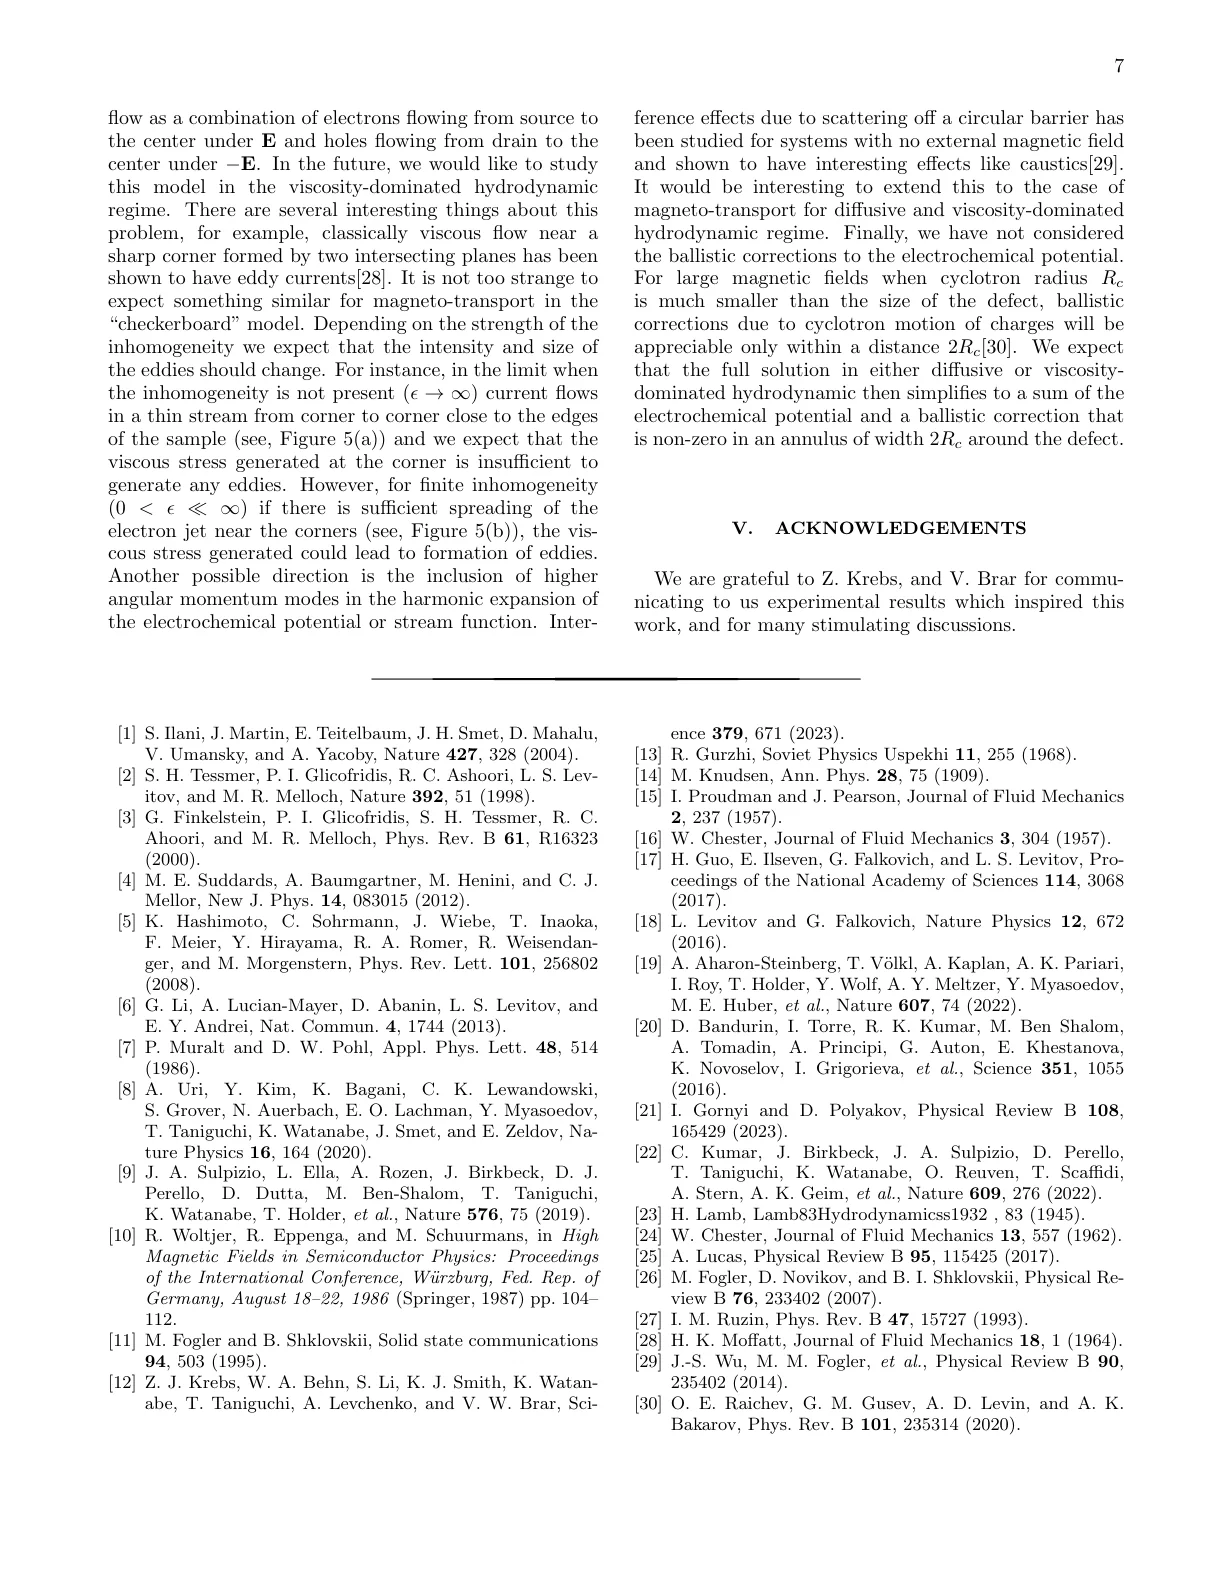 7
flow as a combination of electrons flowing from source to
the center under E and holes flowing from drain to the
center under −E. In the future, we would like to study
this model in the viscosity-dominated hydrodynamic
regime. There are several interesting things about this
problem, for example, classically viscous flow near a
sharp corner formed by two intersecting planes has been
shown to have eddy currents[28]. It is not too strange to
expect something similar for magneto-transport in the
“checkerboard” model. Depending on the strength of the
inhomogeneity we expect that the intensity and size of
the eddies should change. For instance, in the limit when
the inhomogeneity is not present (ϵ → ∞) current flows
in a thin stream from corner to corner close to the edges
of the sample (see, Figure 5(a)) and we expect that the
viscous stress generated at the corner is insufficient to
generate any eddies. However, for finite inhomogeneity
(0 < ϵ ≪ ∞) if there is sufficient spreading of the
electron jet near the corners (see, Figure 5(b)), the vis-
cous stress generated could lead to formation of eddies.
Another possible direction is the inclusion of higher
angular momentum modes in the harmonic expansion of
the electrochemical potential or stream function. Inter-
ference effects due to scattering off a circular barrier has
been studied for systems with no external magnetic field
and shown to have interesting effects like caustics[29].
It would be interesting to extend this to the case of
magneto-transport for diffusive and viscosity-dominated
hydrodynamic regime. Finally, we have not considered
the ballistic corrections to the electrochemical potential.
For large magnetic fields when cyclotron radius Rc
is much smaller than the size of the defect, ballistic
corrections due to cyclotron motion of charges will be
appreciable only within a distance 2Rc[30]. We expect
that the full solution in either diffusive or viscosity-
dominated hydrodynamic then simplifies to a sum of the
electrochemical potential and a ballistic correction that
is non-zero in an annulus of width 2Rc around the defect.
V. ACKNOWLEDGEMENTS
We are grateful to Z. Krebs, and V. Brar for commu-
nicating to us experimental results which inspired this
work, and for many stimulating discussions.
[1] S. Ilani, J. Martin, E. Teitelbaum, J. H. Smet, D. Mahalu,
V. Umansky, and A. Yacoby, Nature 427, 328 (2004).
[2] S. H. Tessmer, P. I. Glicofridis, R. C. Ashoori, L. S. Lev-
itov, and M. R. Melloch, Nature 392, 51 (1998).
[3] G. Finkelstein, P. I. Glicofridis, S. H. Tessmer, R. C.
Ahoori, and M. R. Melloch, Phys. Rev. B 61, R16323
(2000).
[4] M. E. Suddards, A. Baumgartner, M. Henini, and C. J.
Mellor, New J. Phys. 14, 083015 (2012).
[5] K. Hashimoto, C. Sohrmann, J. Wiebe, T. Inaoka,
F. Meier, Y. Hirayama, R. A. Romer, R. Weisendan-
ger, and M. Morgenstern, Phys. Rev. Lett. 101, 256802
(2008).
[6] G. Li, A. Lucian-Mayer, D. Abanin, L. S. Levitov, and
E. Y. Andrei, Nat. Commun. 4, 1744 (2013).
[7] P. Muralt and D. W. Pohl, Appl. Phys. Lett. 48, 514
(1986).
[8] A. Uri, Y. Kim, K. Bagani, C. K. Lewandowski,
S. Grover, N. Auerbach, E. O. Lachman, Y. Myasoedov,
T. Taniguchi, K. Watanabe, J. Smet, and E. Zeldov, Na-
ture Physics 16, 164 (2020).
[9] J. A. Sulpizio, L. Ella, A. Rozen, J. Birkbeck, D. J.
Perello, D. Dutta, M. Ben-Shalom, T. Taniguchi,
K. Watanabe, T. Holder, et al., Nature 576, 75 (2019).
[10] R. Woltjer, R. Eppenga, and M. Schuurmans, in High
Magnetic Fields in Semiconductor Physics: Proceedings
of the International Conference, Würzburg, Fed. Rep. of
Germany, August 18–22, 1986 (Springer, 1987) pp. 104–
112.
[11] M. Fogler and B. Shklovskii, Solid state communications
94, 503 (1995).
[12] Z. J. Krebs, W. A. Behn, S. Li, K. J. Smith, K. Watan-
abe, T. Taniguchi, A. Levchenko, and V. W. Brar, Sci-
ence 379, 671 (2023).
[13] R. Gurzhi, Soviet Physics Uspekhi 11, 255 (1968).
[14] M. Knudsen, Ann. Phys. 28, 75 (1909).
[15] I. Proudman and J. Pearson, Journal of Fluid Mechanics
2, 237 (1957).
[16] W. Chester, Journal of Fluid Mechanics 3, 304 (1957).
[17] H. Guo, E. Ilseven, G. Falkovich, and L. S. Levitov, Pro-
ceedings of the National Academy of Sciences 114, 3068
(2017).
[18] L. Levitov and G. Falkovich, Nature Physics 12, 672
(2016).
[19] A. Aharon-Steinberg, T. Völkl, A. Kaplan, A. K. Pariari,
I. Roy, T. Holder, Y. Wolf, A. Y. Meltzer, Y. Myasoedov,
M. E. Huber, et al., Nature 607, 74 (2022).
[20] D. Bandurin, I. Torre, R. K. Kumar, M. Ben Shalom,
A. Tomadin, A. Principi, G. Auton, E. Khestanova,
K. Novoselov, I. Grigorieva, et al., Science 351, 1055
(2016).
[21] I. Gornyi and D. Polyakov, Physical Review B 108,
165429 (2023).
[22] C. Kumar, J. Birkbeck, J. A. Sulpizio, D. Perello,
T. Taniguchi, K. Watanabe, O. Reuven, T. Scaffidi,
A. Stern, A. K. Geim, et al., Nature 609, 276 (2022).
[23] H. Lamb, Lamb83Hydrodynamicss1932 , 83 (1945).
[24] W. Chester, Journal of Fluid Mechanics 13, 557 (1962).
[25] A. Lucas, Physical Review B 95, 115425 (2017).
[26] M. Fogler, D. Novikov, and B. I. Shklovskii, Physical Re-
view B 76, 233402 (2007).
[27] I. M. Ruzin, Phys. Rev. B 47, 15727 (1993).
[28] H. K. Moffatt, Journal of Fluid Mechanics 18, 1 (1964).
[29] J.-S. Wu, M. M. Fogler, et al., Physical Review B 90,
235402 (2014).
[30] O. E. Raichev, G. M. Gusev, A. D. Levin, and A. K.
Bakarov, Phys. Rev. B 101, 235314 (2020).